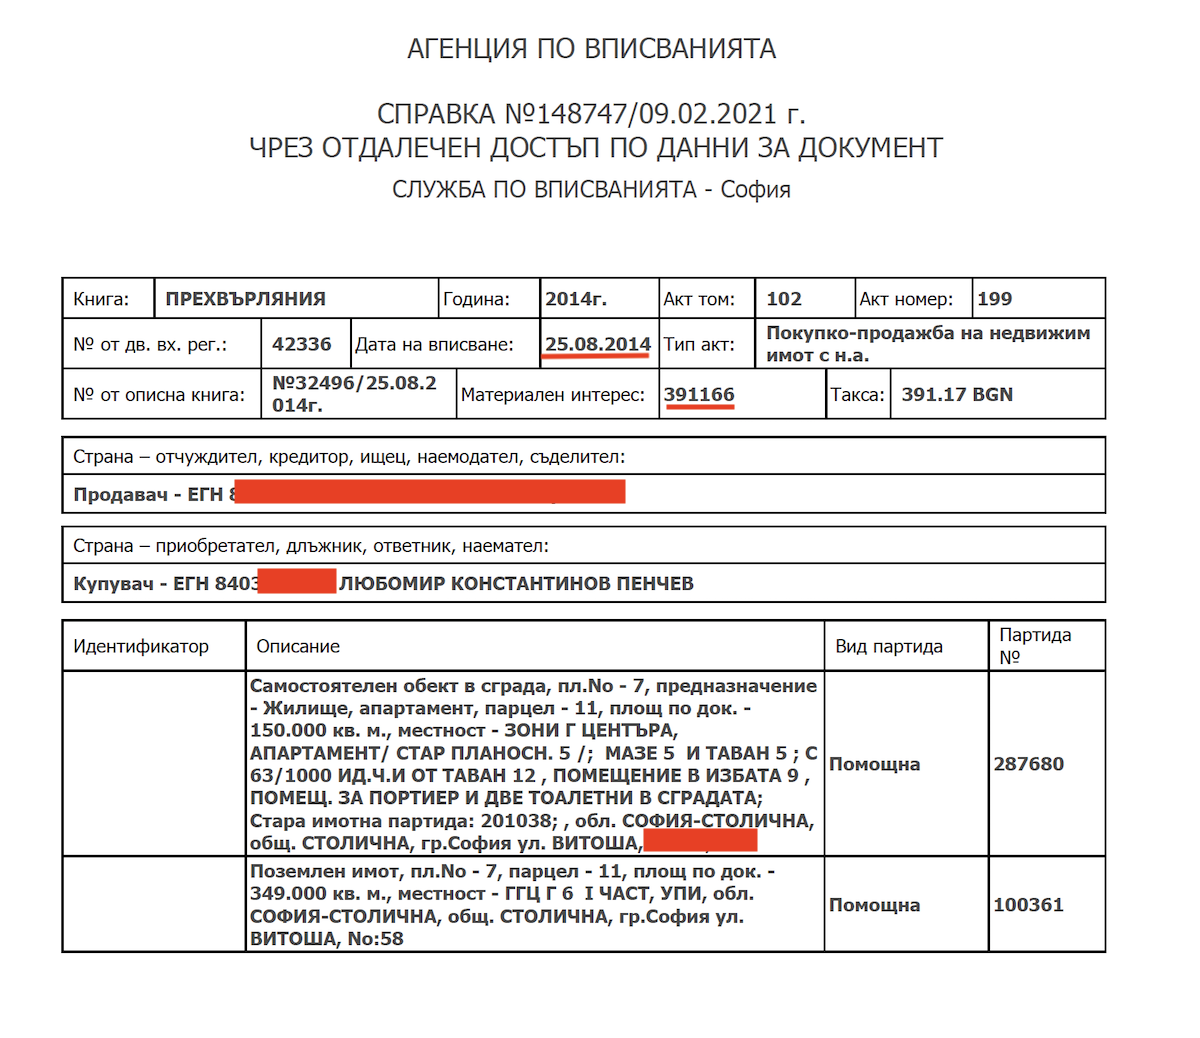 АГЕНЦИЯ ПО ВПИСВАНИЯТА
СПРАВКА №148747/09.02.2021 г.
ЧРЕЗ ОТДАЛЕЧЕН ДОСТЪП ПО ДАННИ ЗА ДОКУМЕНТ
СЛУЖБА ПО ВПИСВАНИЯТА - София
Книга: ПРЕХВЪРЛЯНИЯ Година: 2014г. Акт том: 102 Акт номер: 199
№ от дв. вх. рег.: 42336 Дата на вписване: 25.08.2014 Тип акт: Покупко-продажба на недвижим
имот с н.а.
№ от описна книга: №32496/25.08.2
014г. Материален интерес: 391166 Такса: 391.17 BGN
Страна – отчуждител, кредитор, ищец, наемодател, съделител:
Продавач - ЕГН 8
Страна – приобретател, длъжник, ответник, наемател:
Купувач - ЕГН 8403 ЛЮБОМИР КОНСТАНТИНОВ ПЕНЧЕВ
Идентификатор Описание Вид партида Партида
№
Самостоятелен обект в сграда, пл.No - 7, предназначение
- Жилище, апартамент, парцел - 11, площ по док. -
150.000 кв. м., местност - ЗОНИ Г ЦЕНТЪРА,
АПАРТАМЕНТ/ СТАР ПЛАНОСН. 5 /; МАЗЕ 5 И ТАВАН 5 ; С
63/1000 ИД.Ч.И ОТ ТАВАН 12 , ПОМЕЩЕНИЕ В ИЗБАТА 9 ,
ПОМЕЩ. ЗА ПОРТИЕР И ДВЕ ТОАЛЕТНИ В СГРАДАТА;
Стара имотна партида: 201038; , обл. СОФИЯ-СТОЛИЧНА,
общ. СТОЛИЧНА, гр.София ул. ВИТОША,
Помощна
287680
Поземлен имот, пл.No - 7, парцел - 11, площ по док. -
349.000 кв. м., местност - ГГЦ Г 6 I ЧАСТ, УПИ, обл.
СОФИЯ-СТОЛИЧНА, общ. СТОЛИЧНА, гр.София ул.
ВИТОША, No:58
Помощна
100361